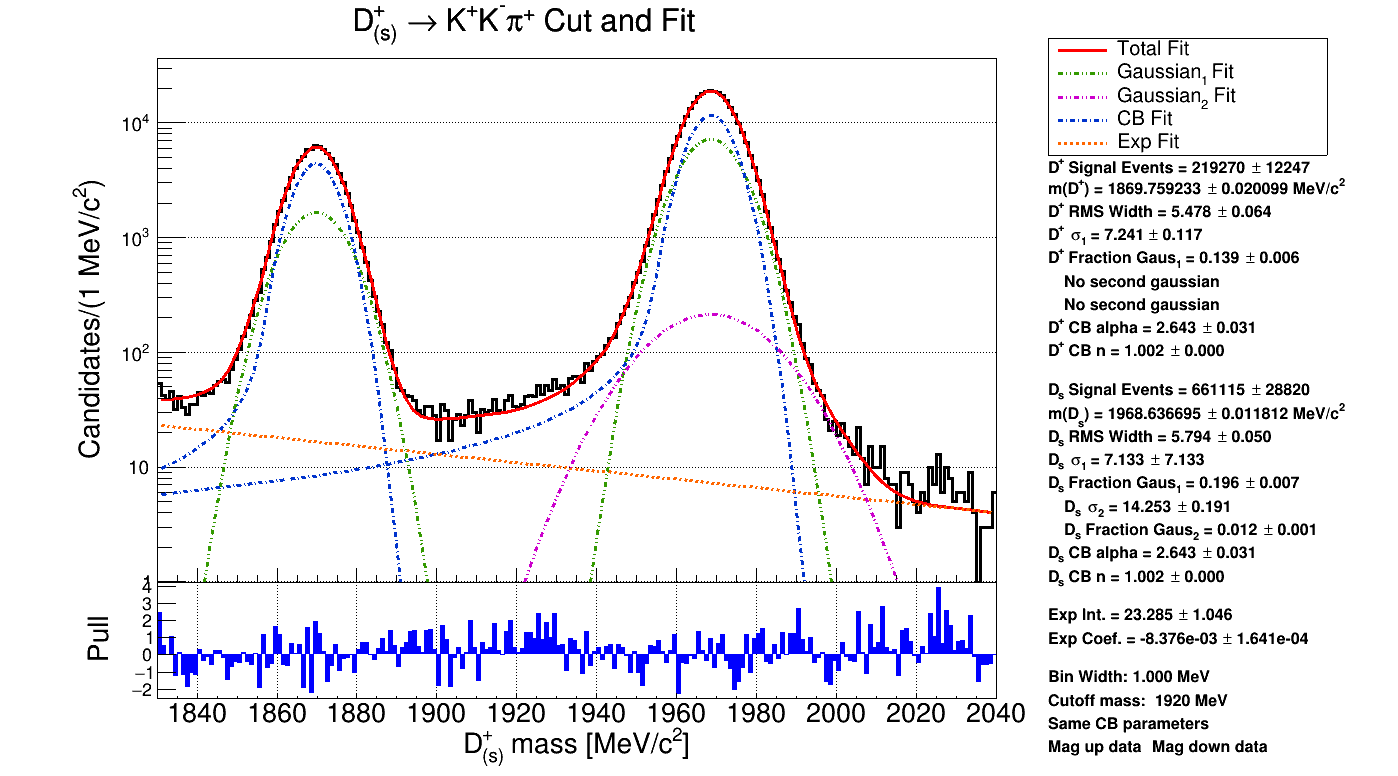 D⁺₍ₛ₎ → K⁺K⁻π⁺ Cut and Fit
Candidates/(1 MeV/c²)
10⁴
10³
10²
10
1
Pull
4
3
2
1
0
−1
−2
1840 1860 1880 1900 1920 1940 1960 1980 2000 2020 2040
D⁺₍ₛ₎ mass [MeV/c²]
Total Fit
Gaussian₁ Fit
Gaussian₂ Fit
CB Fit
Exp Fit
D⁺ Signal Events = 219270 ± 12247
m(D⁺) = 1869.759233 ± 0.020099 MeV/c²
D⁺ RMS Width = 5.478 ± 0.064
D⁺ σ₁ = 7.241 ± 0.117
D⁺ Fraction Gaus₁ = 0.139 ± 0.006
No second gaussian
No second gaussian
D⁺ CB alpha = 2.643 ± 0.031
D⁺ CB n = 1.002 ± 0.000
Dₛ Signal Events = 661115 ± 28820
m(Dₛ) = 1968.636695 ± 0.011812 MeV/c²
Dₛ RMS Width = 5.794 ± 0.050
Dₛ σ₁ = 7.133 ± 7.133
Dₛ Fraction Gaus₁ = 0.196 ± 0.007
Dₛ σ₂ = 14.253 ± 0.191
Dₛ Fraction Gaus₂ = 0.012 ± 0.001
Dₛ CB alpha = 2.643 ± 0.031
Dₛ CB n = 1.002 ± 0.000
Exp Int. = 23.285 ± 1.046
Exp Coef. = -8.376e-03 ± 1.641e-04
Bin Width: 1.000 MeV
Cutoff mass: 1920 MeV
Same CB parameters
Mag up data Mag down data